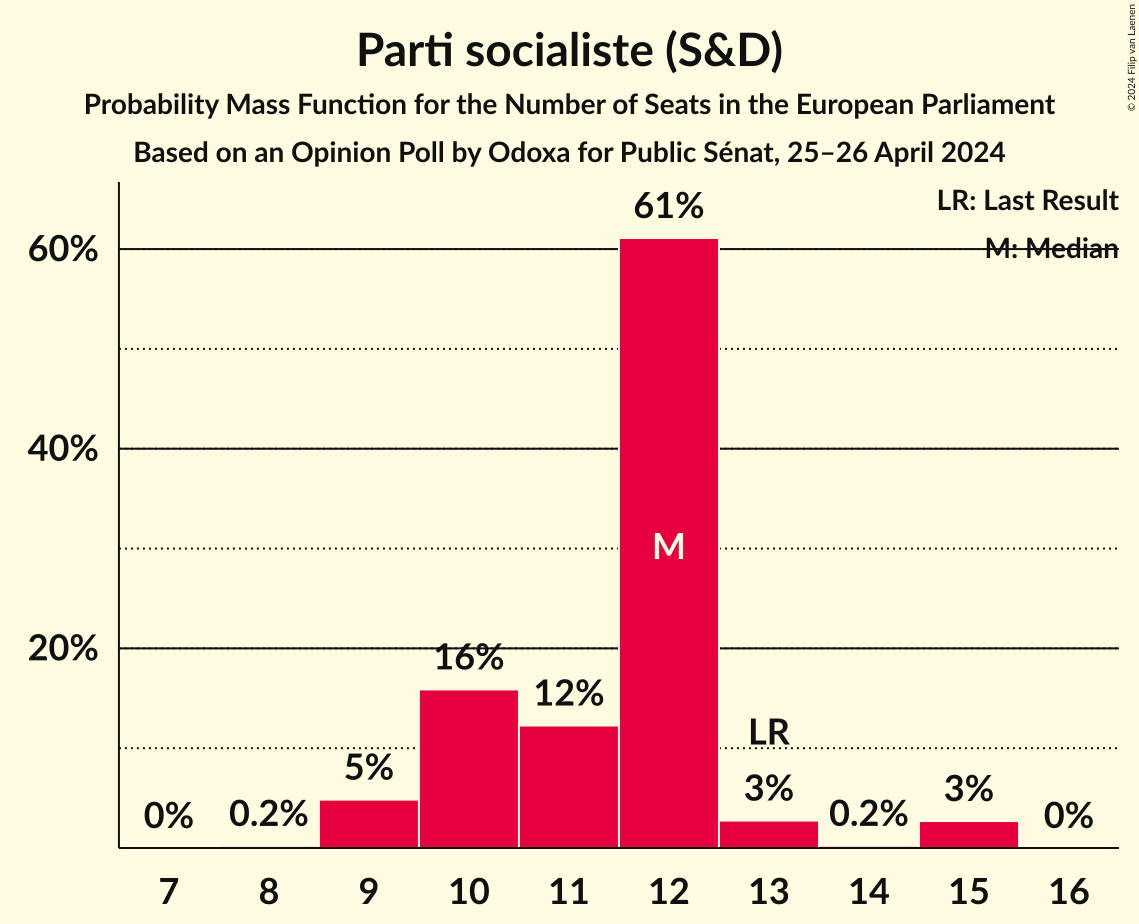 Parti socialiste (S&D)
Probability Mass Function for the Number of Seats in the European Parliament
Based on an Opinion Poll by Odoxa for Public Sénat, 25–26 April 2024
© 2024 Filip van Laenen
LR: Last Result
M: Median
60%
40%
20%
0%
0.2%
5%
16%
12%
61%
M
LR
3%
0.2%
3%
0%
7 8 9 10 11 12 13 14 15 16